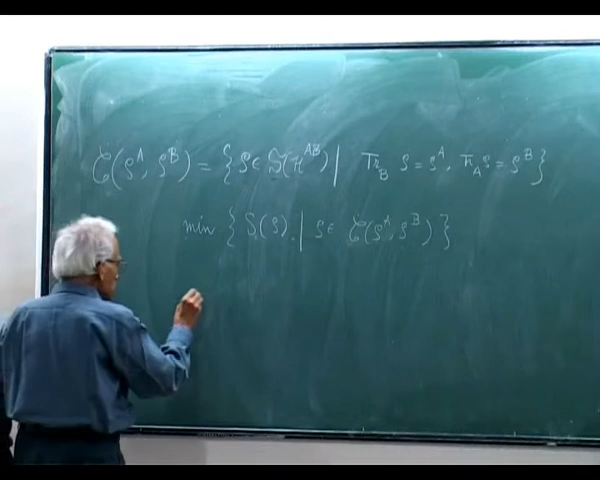 C(ρ^A, ρ^B) = { ρ ∈ S(H^AB) | Tr_B ρ = ρ^A, Tr_A ρ = ρ^B }
min { S(ρ) | ρ ∈ C(ρ^A, ρ^B) }